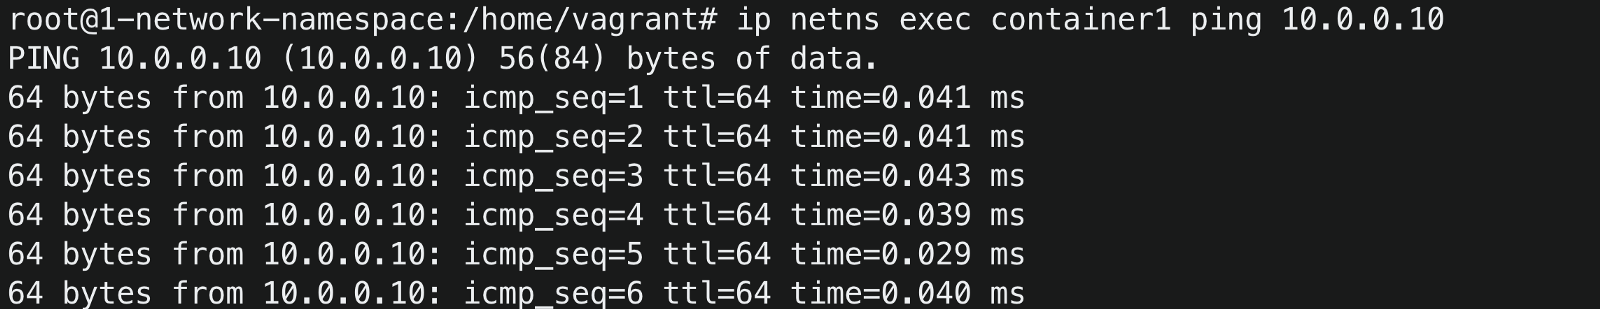 root@1-network-namespace:/home/vagrant# ip netns exec container1 ping 10.0.0.10
PING 10.0.0.10 (10.0.0.10) 56(84) bytes of data.
64 bytes from 10.0.0.10: icmp_seq=1 ttl=64 time=0.041 ms
64 bytes from 10.0.0.10: icmp_seq=2 ttl=64 time=0.041 ms
64 bytes from 10.0.0.10: icmp_seq=3 ttl=64 time=0.043 ms
64 bytes from 10.0.0.10: icmp_seq=4 ttl=64 time=0.039 ms
64 bytes from 10.0.0.10: icmp_seq=5 ttl=64 time=0.029 ms
64 bytes from 10.0.0.10: icmp_seq=6 ttl=64 time=0.040 ms